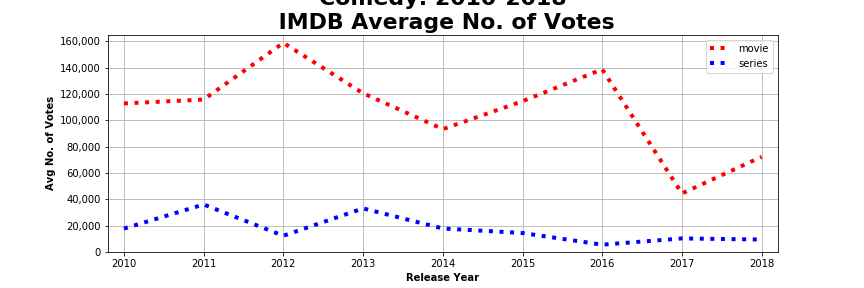 Comedy: 2010-2018
IMDB Average No. of Votes
160,000
140,000
120,000
100,000
80,000
60,000
40,000
20,000
0
Avg No. of Votes
movie
series
2010 2011 2012 2013 2014 2015 2016 2017 2018
Release Year